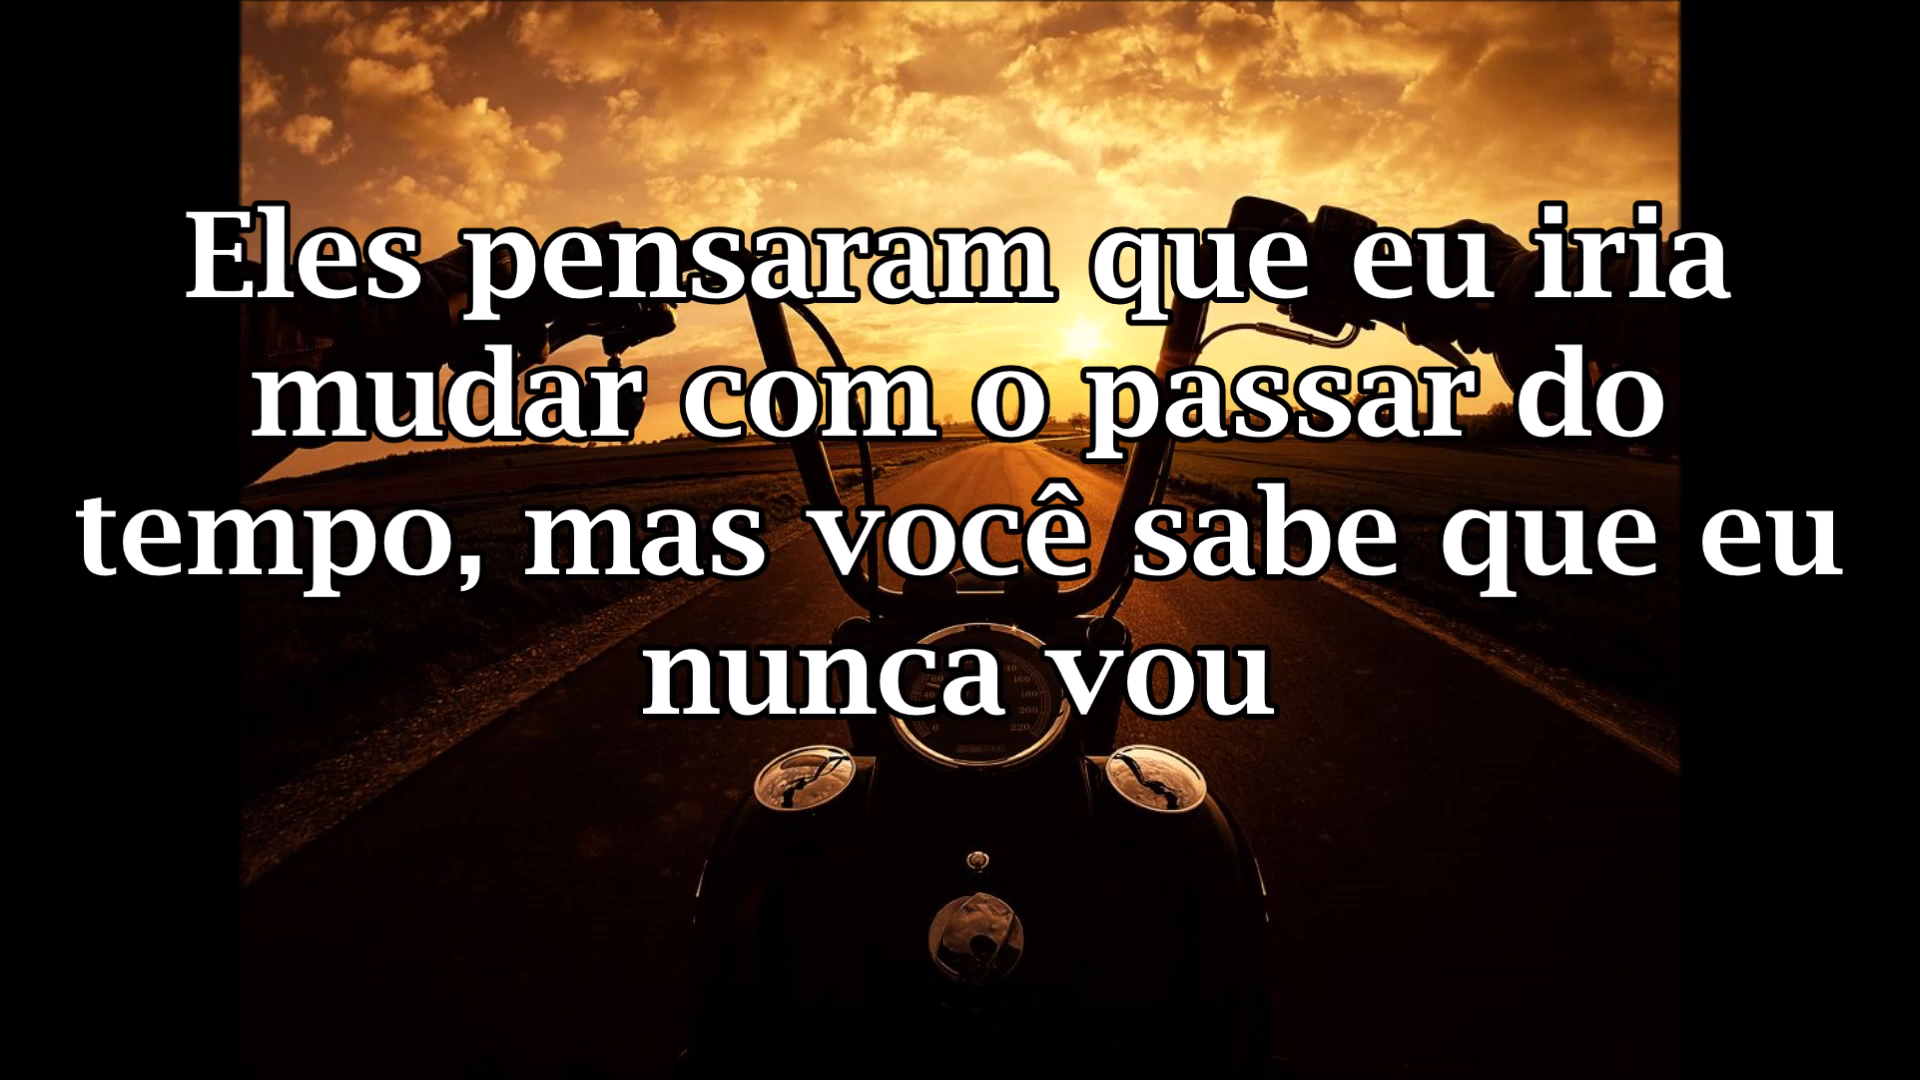 Eles pensaram que eu iria
mudar com o passar do
tempo, mas você sabe que eu
nunca vou